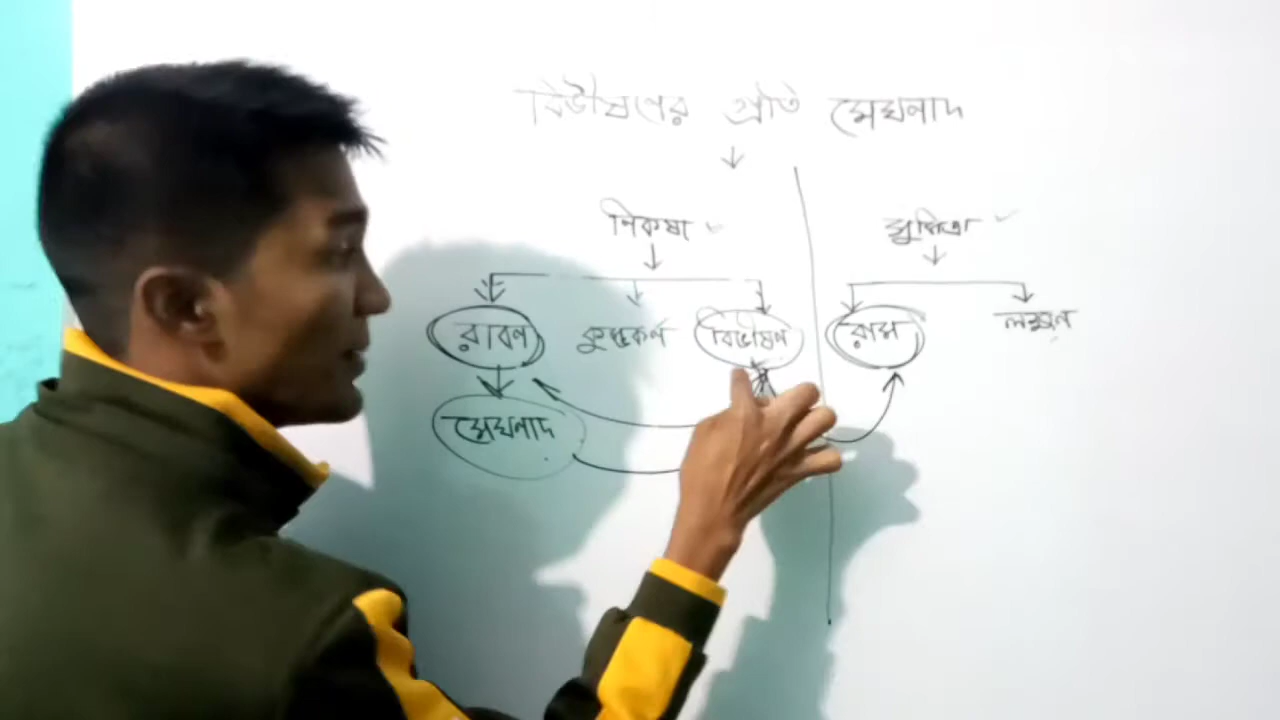 বিভীষণের প্রতি মেঘনাদ
নিকষা
সুমিত্রা
রাবণ কুম্ভকর্ণ বিভীষণ রাম লক্ষ্মণ
মেঘনাদ